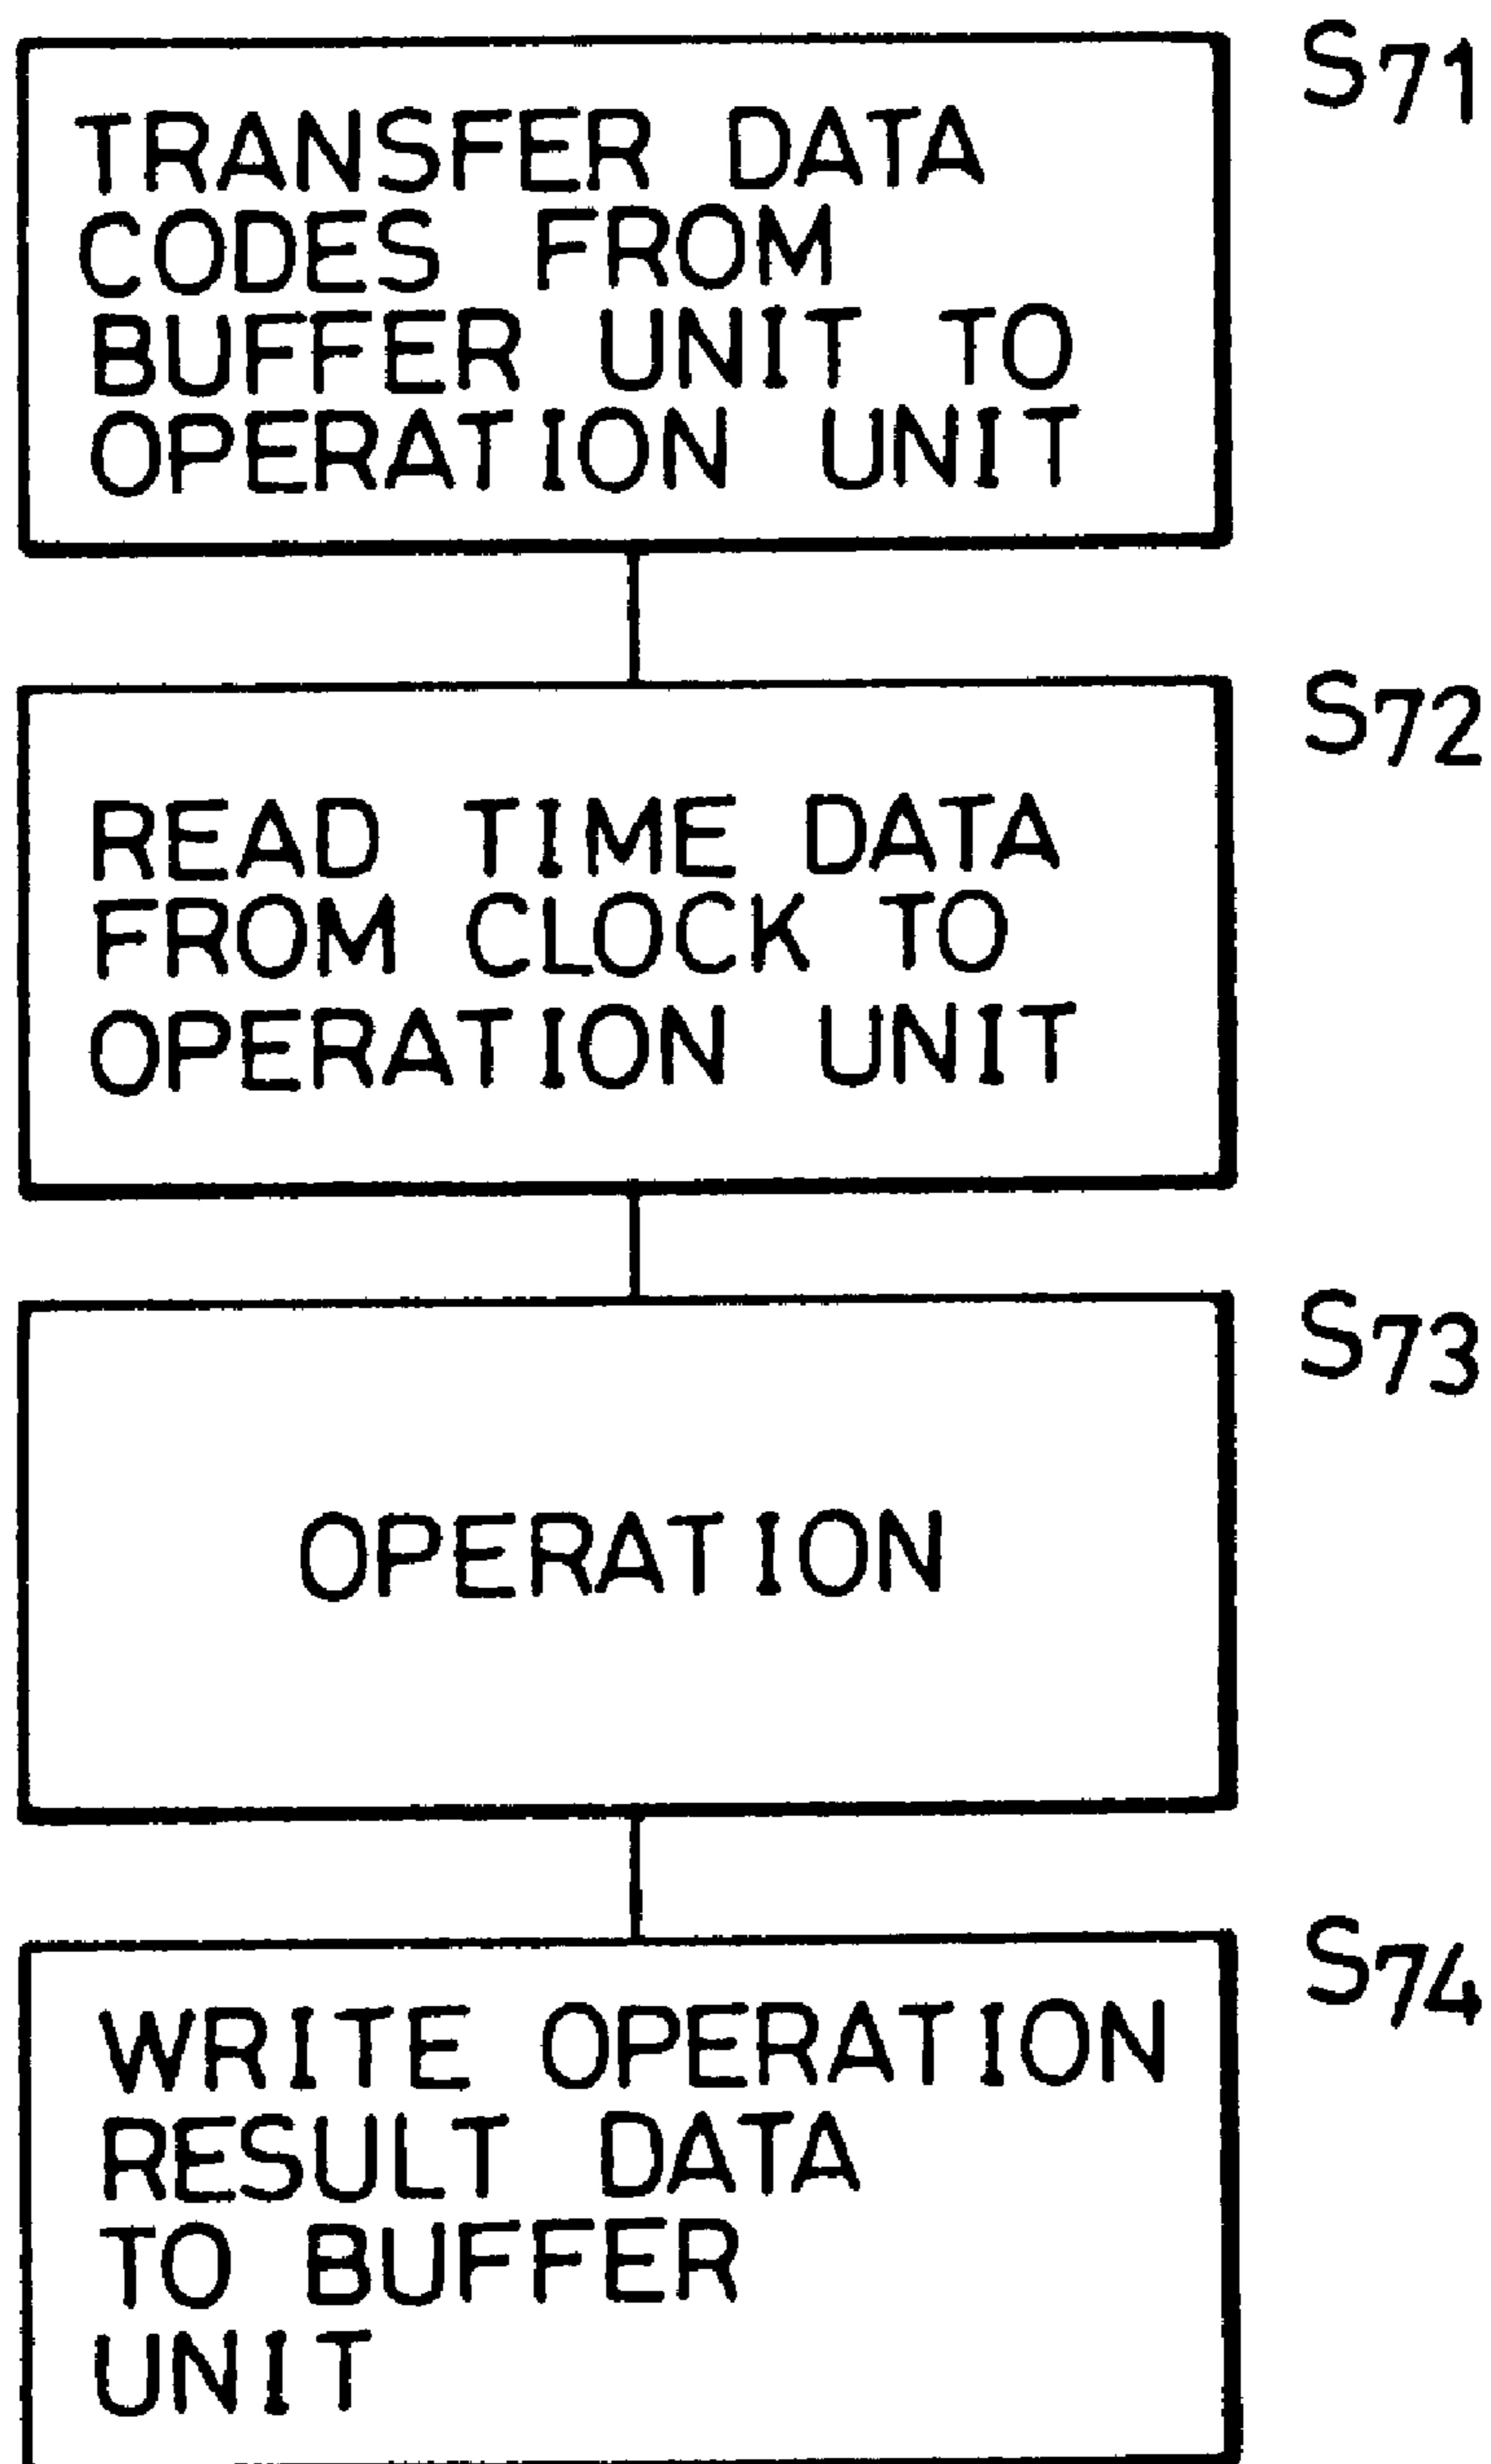 S71
TRANSFER DATA
CODES FROM
BUFFER UNIT TO
OPERATION UNIT
S72
READ TIME DATA
FROM CLOCK TO
OPERATION UNIT
S73
OPERATION
S74
WRITE OPERATION
RESULT DATA
TO BUFFER
UNIT